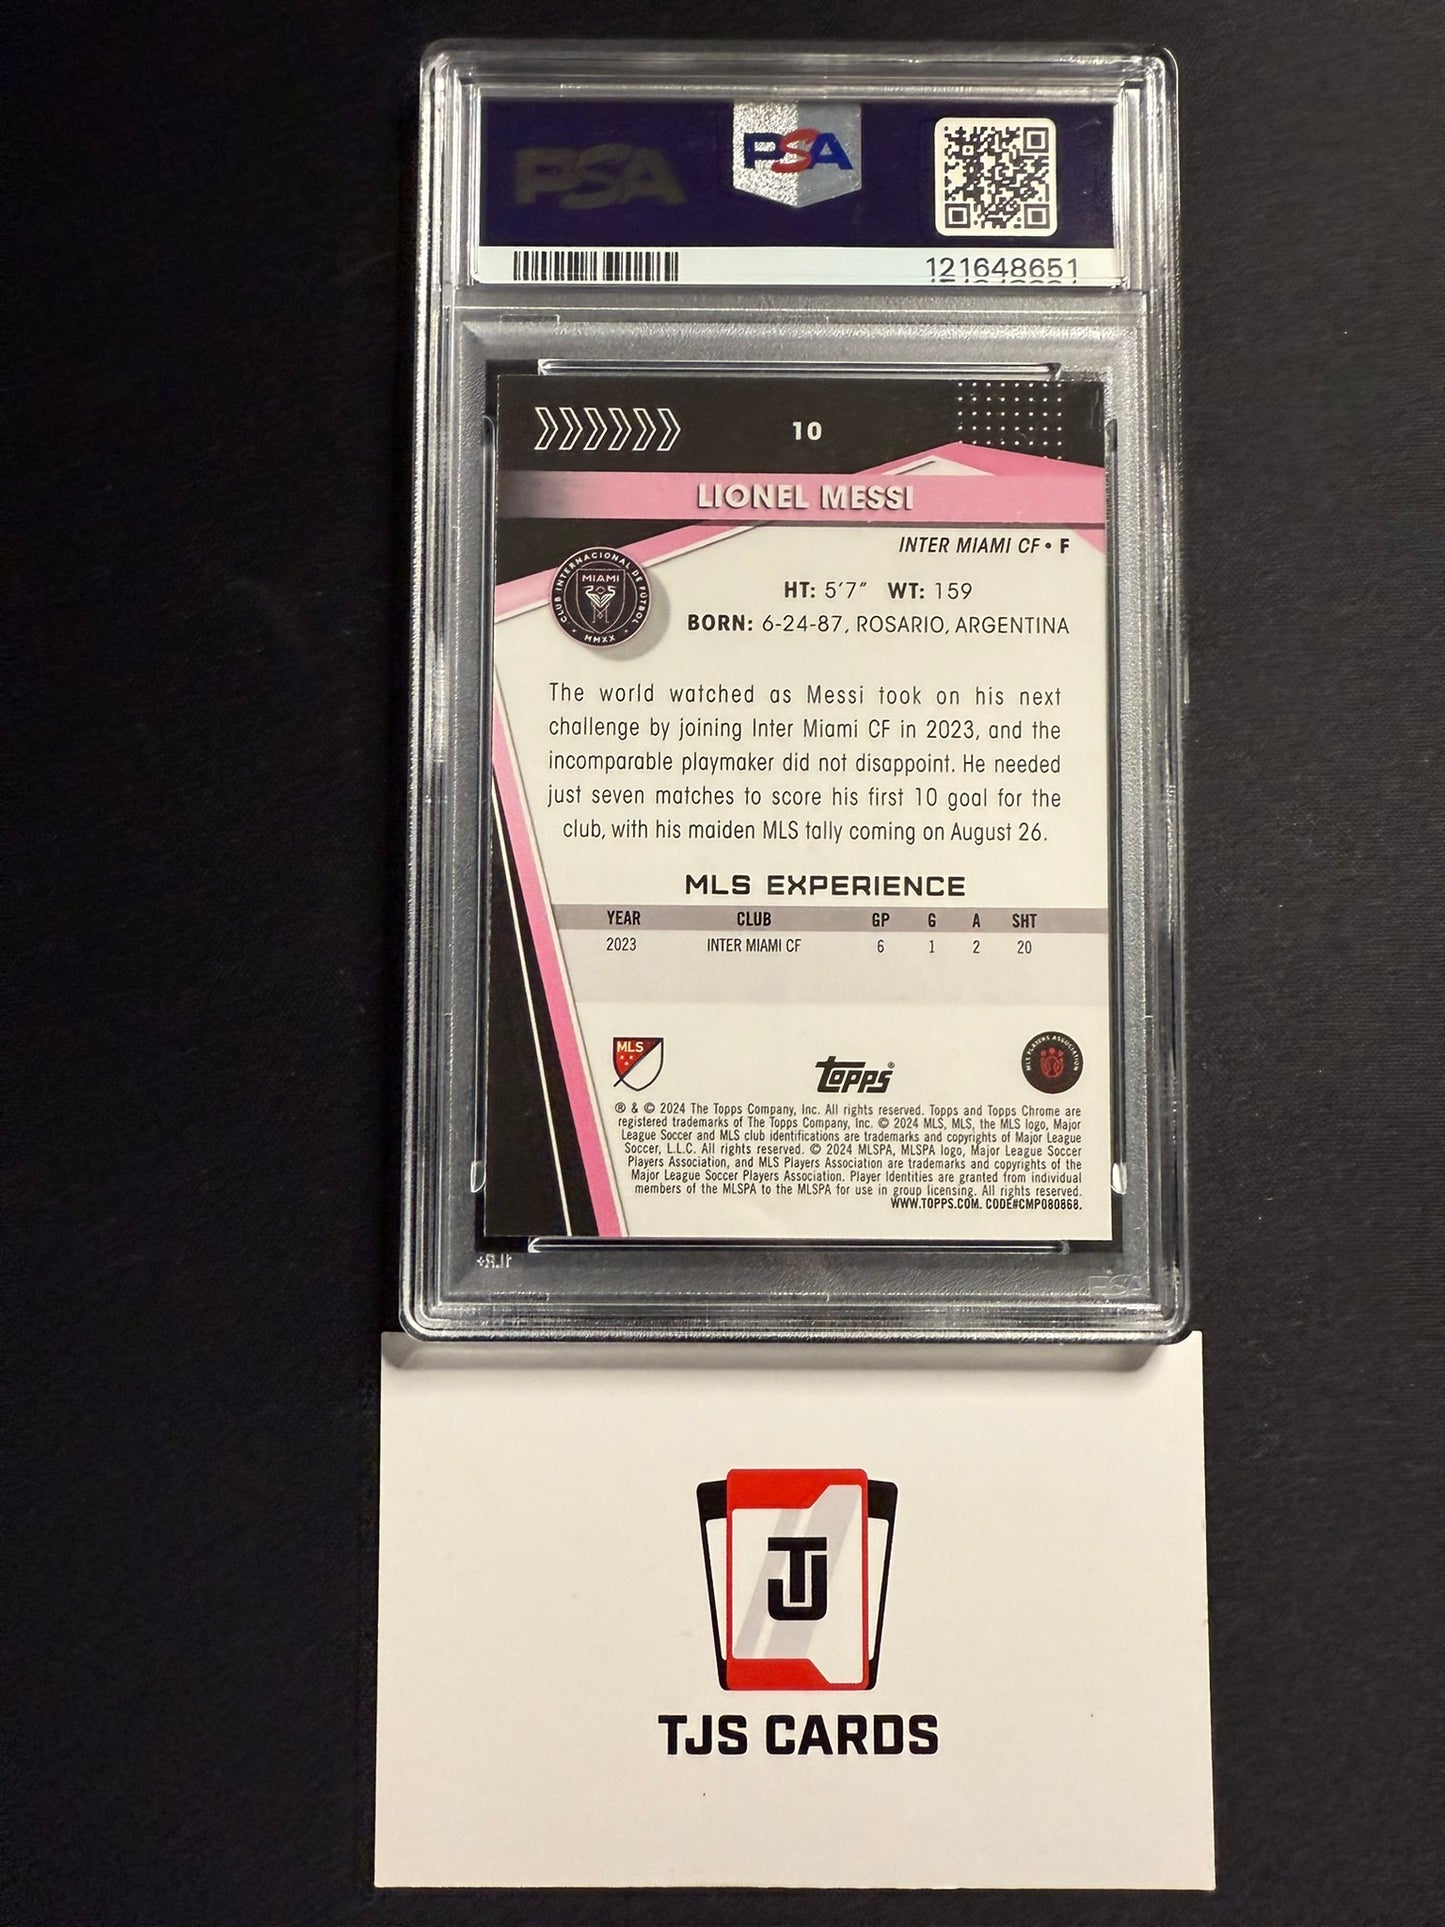 PSA
PSA
121648651
10
LIONEL MESSI
INTER MIAMI CF • F
CLUB INTERNACIONAL DE FÚTBOL
MIAMI
MMXX
HT: 5'7" WT: 159
BORN: 6-24-87, ROSARIO, ARGENTINA
The world watched as Messi took on his next
challenge by joining Inter Miami CF in 2023, and the
incomparable playmaker did not disappoint. He needed
just seven matches to score his first 10 goal for the
club, with his maiden MLS tally coming on August 26.
MLS EXPERIENCE
YEAR CLUB GP G A SHT
2023 INTER MIAMI CF 6 1 2 20
MLS
topps®
MLS PLAYERS ASSOCIATION
® & © 2024 The Topps Company, Inc. All rights reserved. Topps and Topps Chrome are
registered trademarks of The Topps Company, Inc. © 2024 MLS, MLS, the MLS logo, Major
League Soccer and MLS club identifications are trademarks and copyrights of Major League
Soccer, L.L.C. All rights reserved. © 2024 MLSPA, MLSPA logo, Major League Soccer
Players Association, and MLS Players Association are trademarks and copyrights of the
Major League Soccer Players Association. Player Identities are granted from individual
members of the MLSPA to the MLSPA for use in group licensing. All rights reserved.
WWW.TOPPS.COM. CODE#CMP080868.
PSA
TJ
TJS CARDS